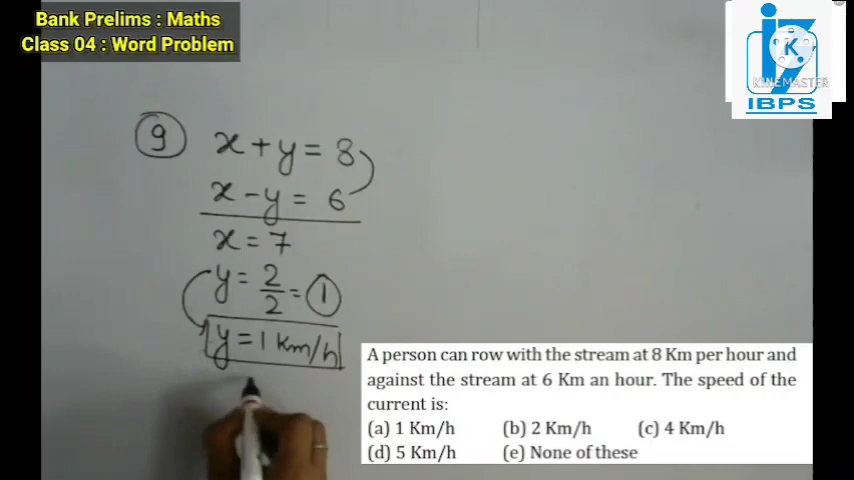 Bank Prelims : Maths
Class 04 : Word Problem
K
KINEMASTER
IBPS
9
x + y = 8
x - y = 6
x = 7
y = 2/2 = 1
y = 1 Km/h
A person can row with the stream at 8 Km per hour and
against the stream at 6 Km an hour. The speed of the
current is:
(a) 1 Km/h (b) 2 Km/h (c) 4 Km/h
(d) 5 Km/h (e) None of these